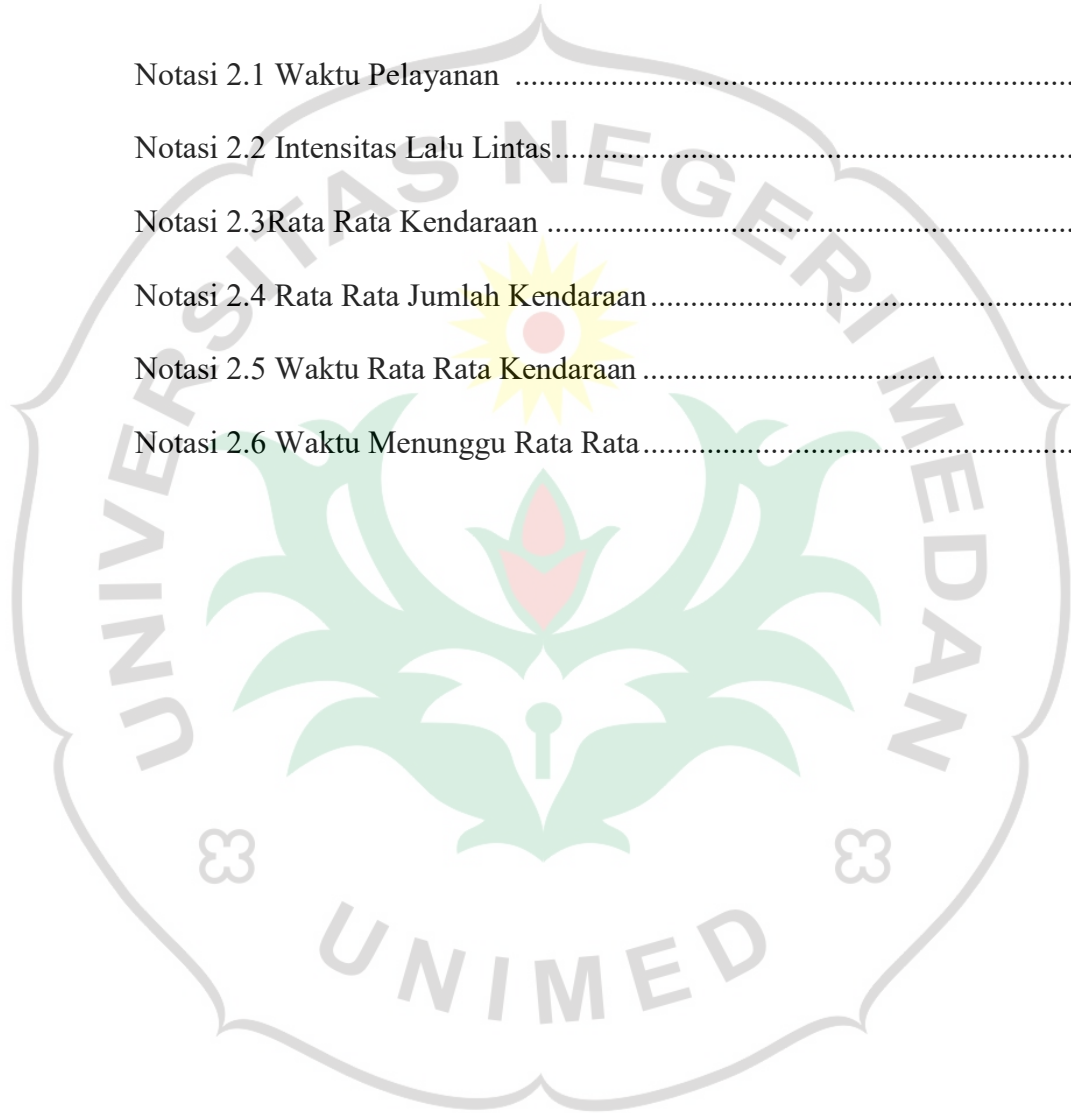 Notasi 2.1 Waktu Pelayanan ........................................................................
Notasi 2.2 Intensitas Lalu Lintas....................................................................
Notasi 2.3Rata Rata Kendaraan .....................................................................
Notasi 2.4 Rata Rata Jumlah Kendaraan.......................................................
Notasi 2.5 Waktu Rata Rata Kendaraan........................................................
Notasi 2.6 Waktu Menunggu Rata Rata........................................................
UNIVERSITAS NEGERI MEDAN
UNIMED